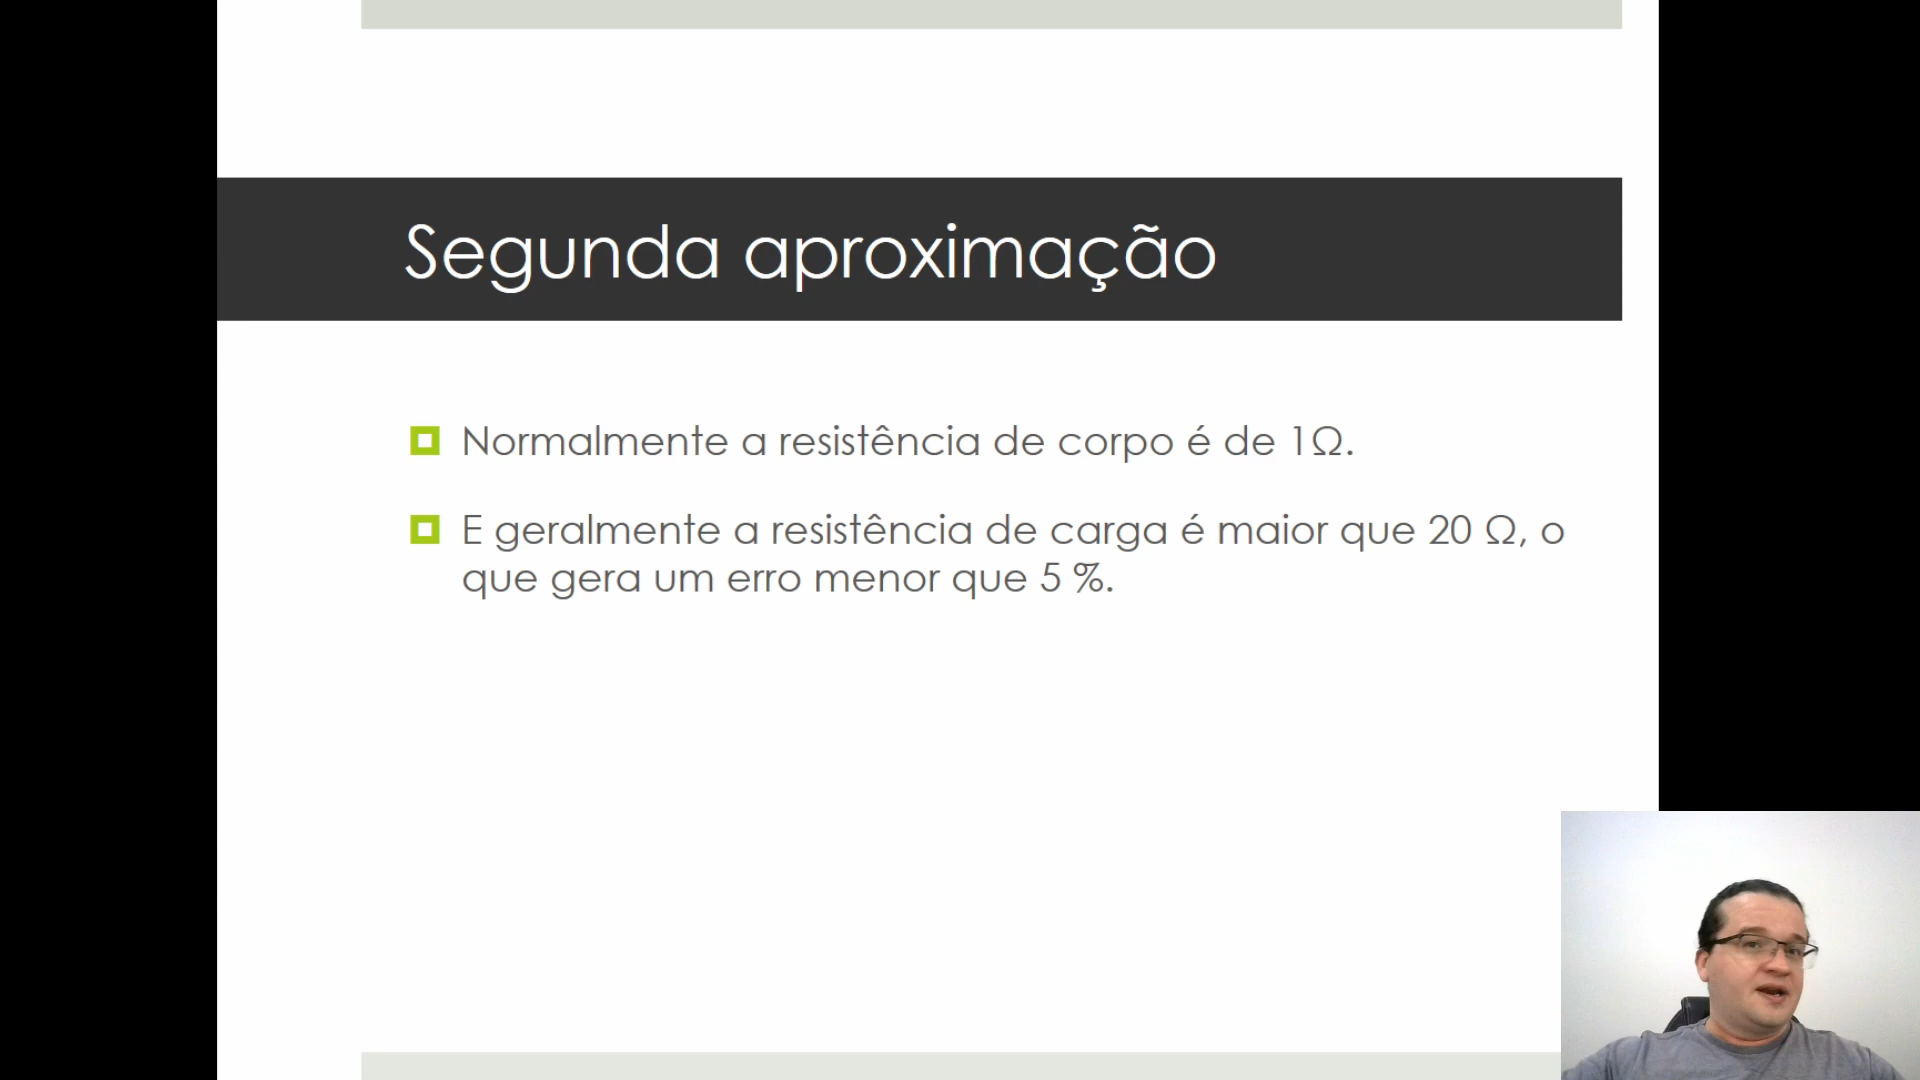 Segunda aproximação
Normalmente a resistência de corpo é de 1Ω.
E geralmente a resistência de carga é maior que 20 Ω, o
que gera um erro menor que 5 %.